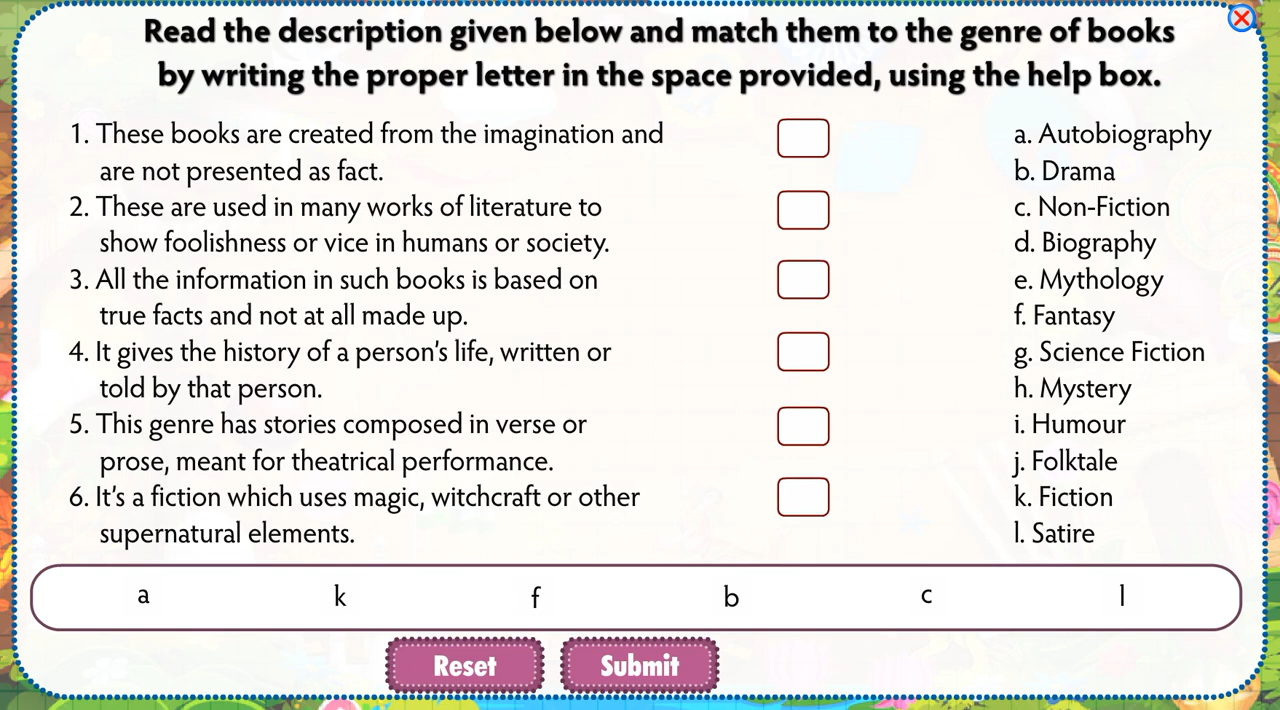 Read the description given below and match them to the genre of books
by writing the proper letter in the space provided, using the help box.
1. These books are created from the imagination and
are not presented as fact.
2. These are used in many works of literature to
show foolishness or vice in humans or society.
3. All the information in such books is based on
true facts and not at all made up.
4. It gives the history of a person's life, written or
told by that person.
5. This genre has stories composed in verse or
prose, meant for theatrical performance.
6. It's a fiction which uses magic, witchcraft or other
supernatural elements.
a. Autobiography
b. Drama
c. Non-Fiction
d. Biography
e. Mythology
f. Fantasy
g. Science Fiction
h. Mystery
i. Humour
j. Folktale
k. Fiction
l. Satire
a k f b c l
Reset Submit